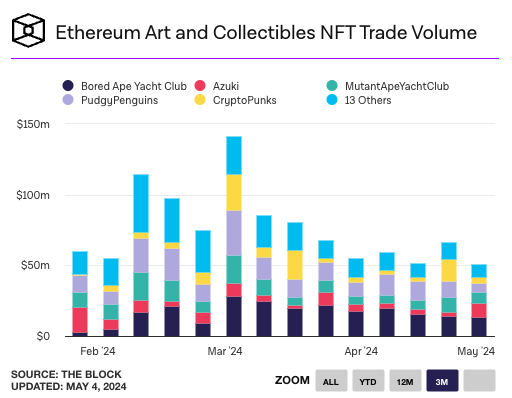 Ethereum Art and Collectibles NFT Trade Volume
Bored Ape Yacht Club Azuki MutantApeYachtClub
PudgyPenguins CryptoPunks 13 Others
$150m
$100m
$50m
$0
Feb '24 Mar '24 Apr '24 May '24
SOURCE: THE BLOCK
UPDATED: MAY 4, 2024
ZOOM ALL YTD 12M 3M